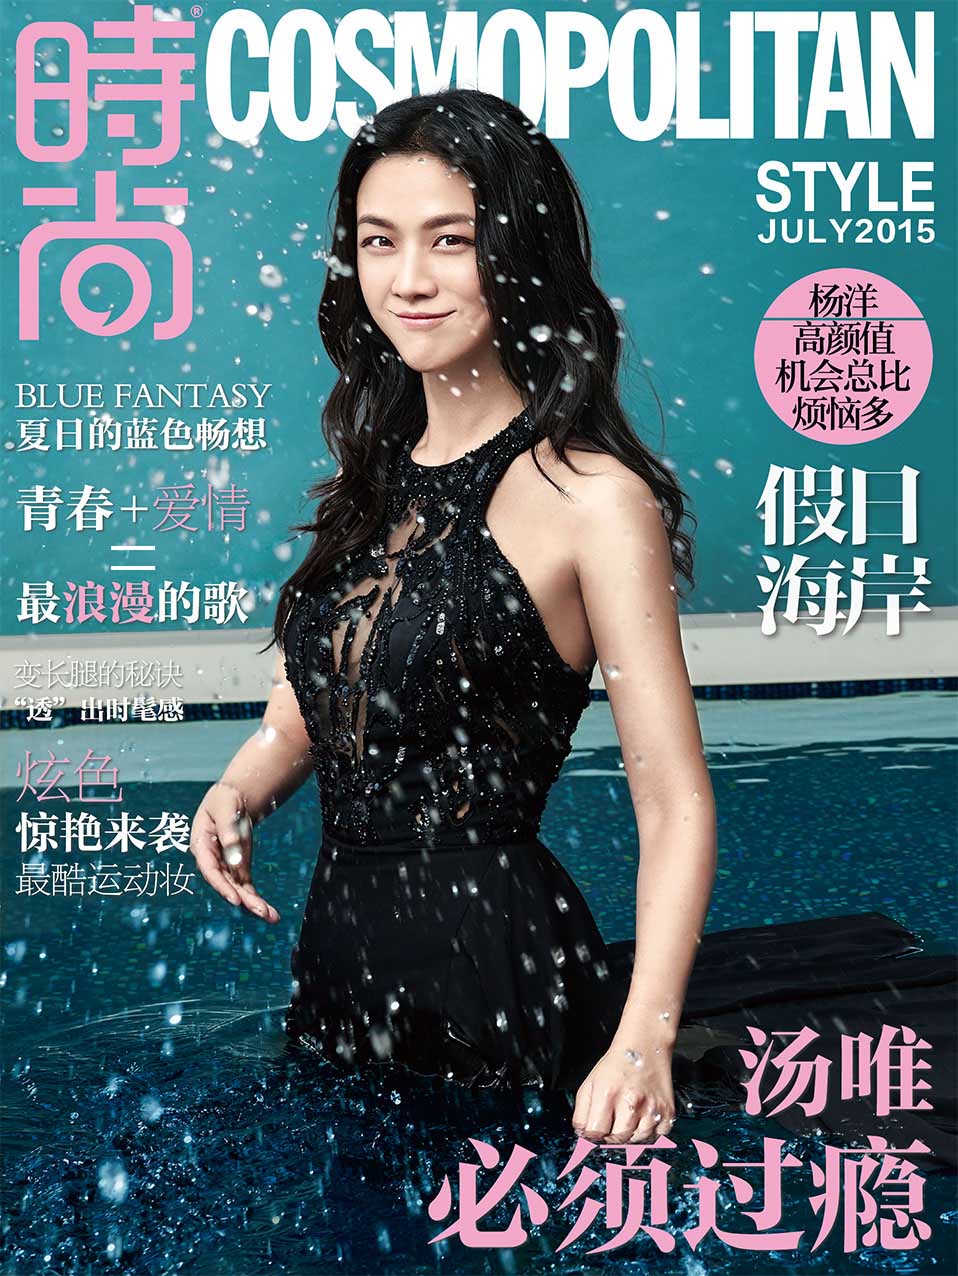 時尚®
COSMOPOLITAN
STYLE
JULY2015
杨洋
高颜值
机会总比
烦恼多
假日
海岸
BLUE FANTASY
夏日的蓝色畅想
青春+爱情
=
最浪漫的歌
变长腿的秘诀
“透”出时髦感
炫色
惊艳来袭
最酷运动妆
汤唯
必须过瘾